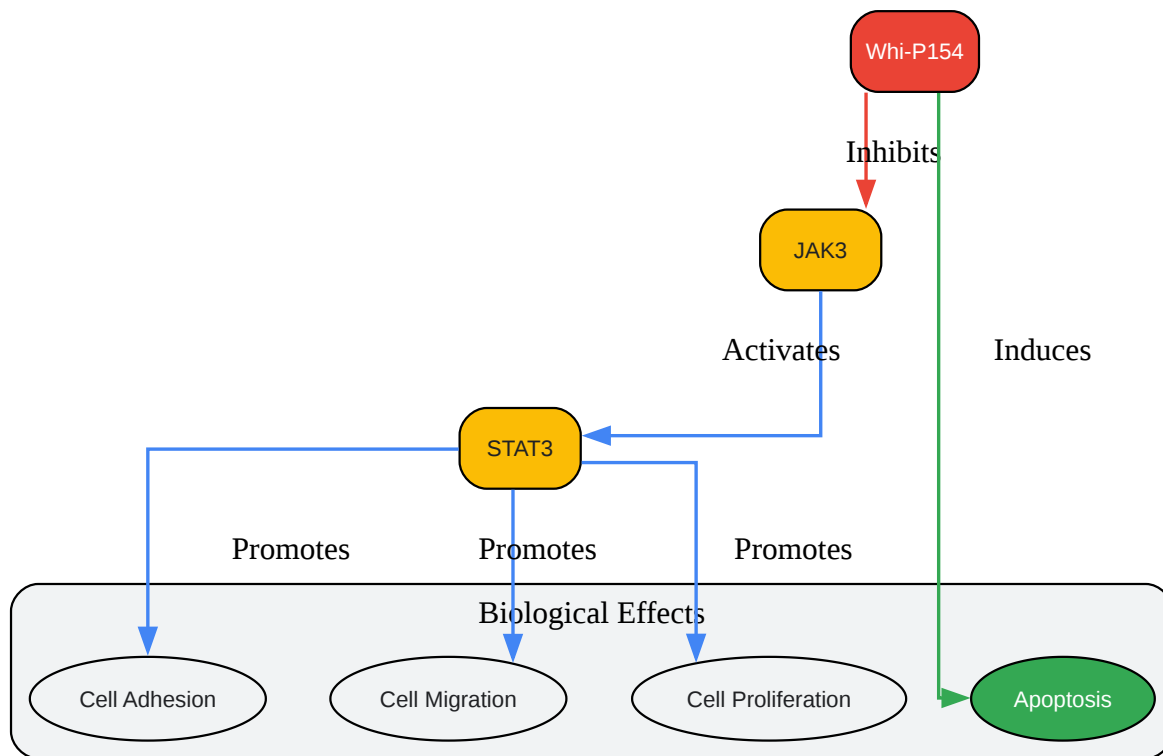 Whi-P154
Inhibits
JAK3
Activates
Induces
STAT3
Promotes
Promotes
Promotes
Biological Effects
Cell Adhesion
Cell Migration
Cell Proliferation
Apoptosis